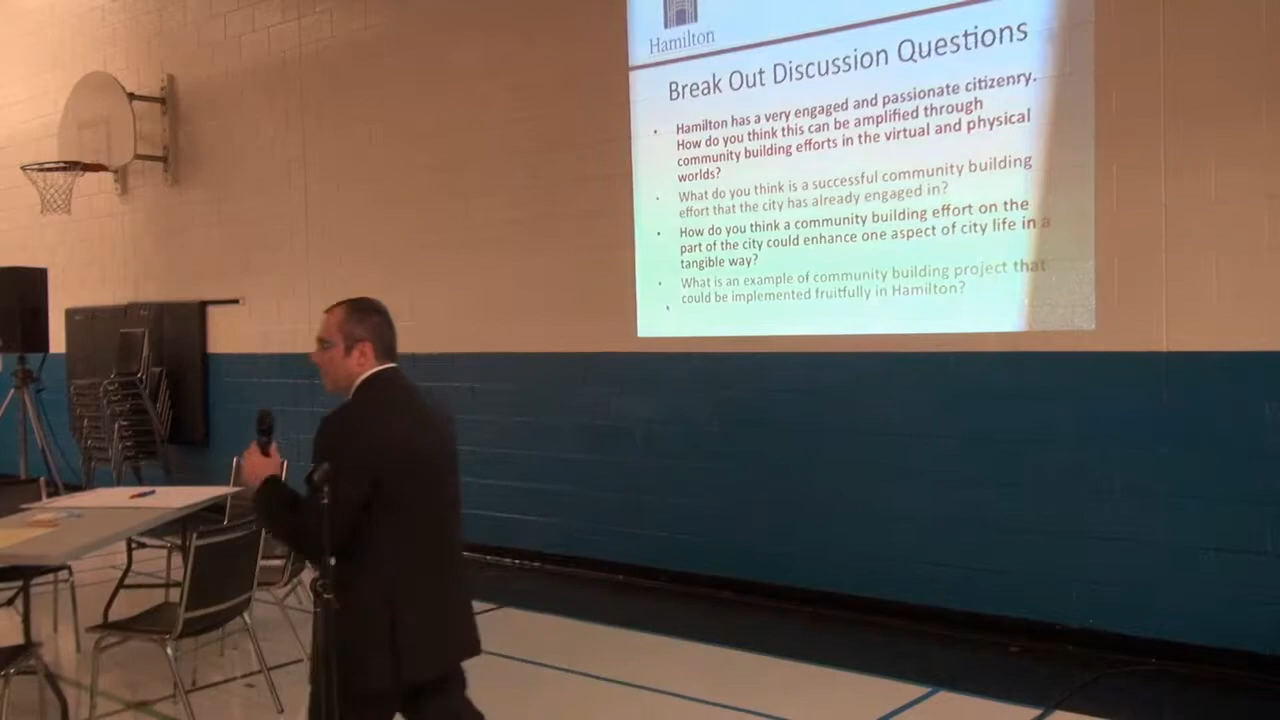 Hamilton
Break Out Discussion Questions
• Hamilton has a very engaged and passionate citizenry.
How do you think this can be amplified through
community building efforts in the virtual and physical
worlds?
• What do you think is a successful community building
effort that the city has already engaged in?
• How do you think a community building effort on the
part of the city could enhance one aspect of city life in a
tangible way?
• What is an example of community building project that
could be implemented fruitfully in Hamilton?
•